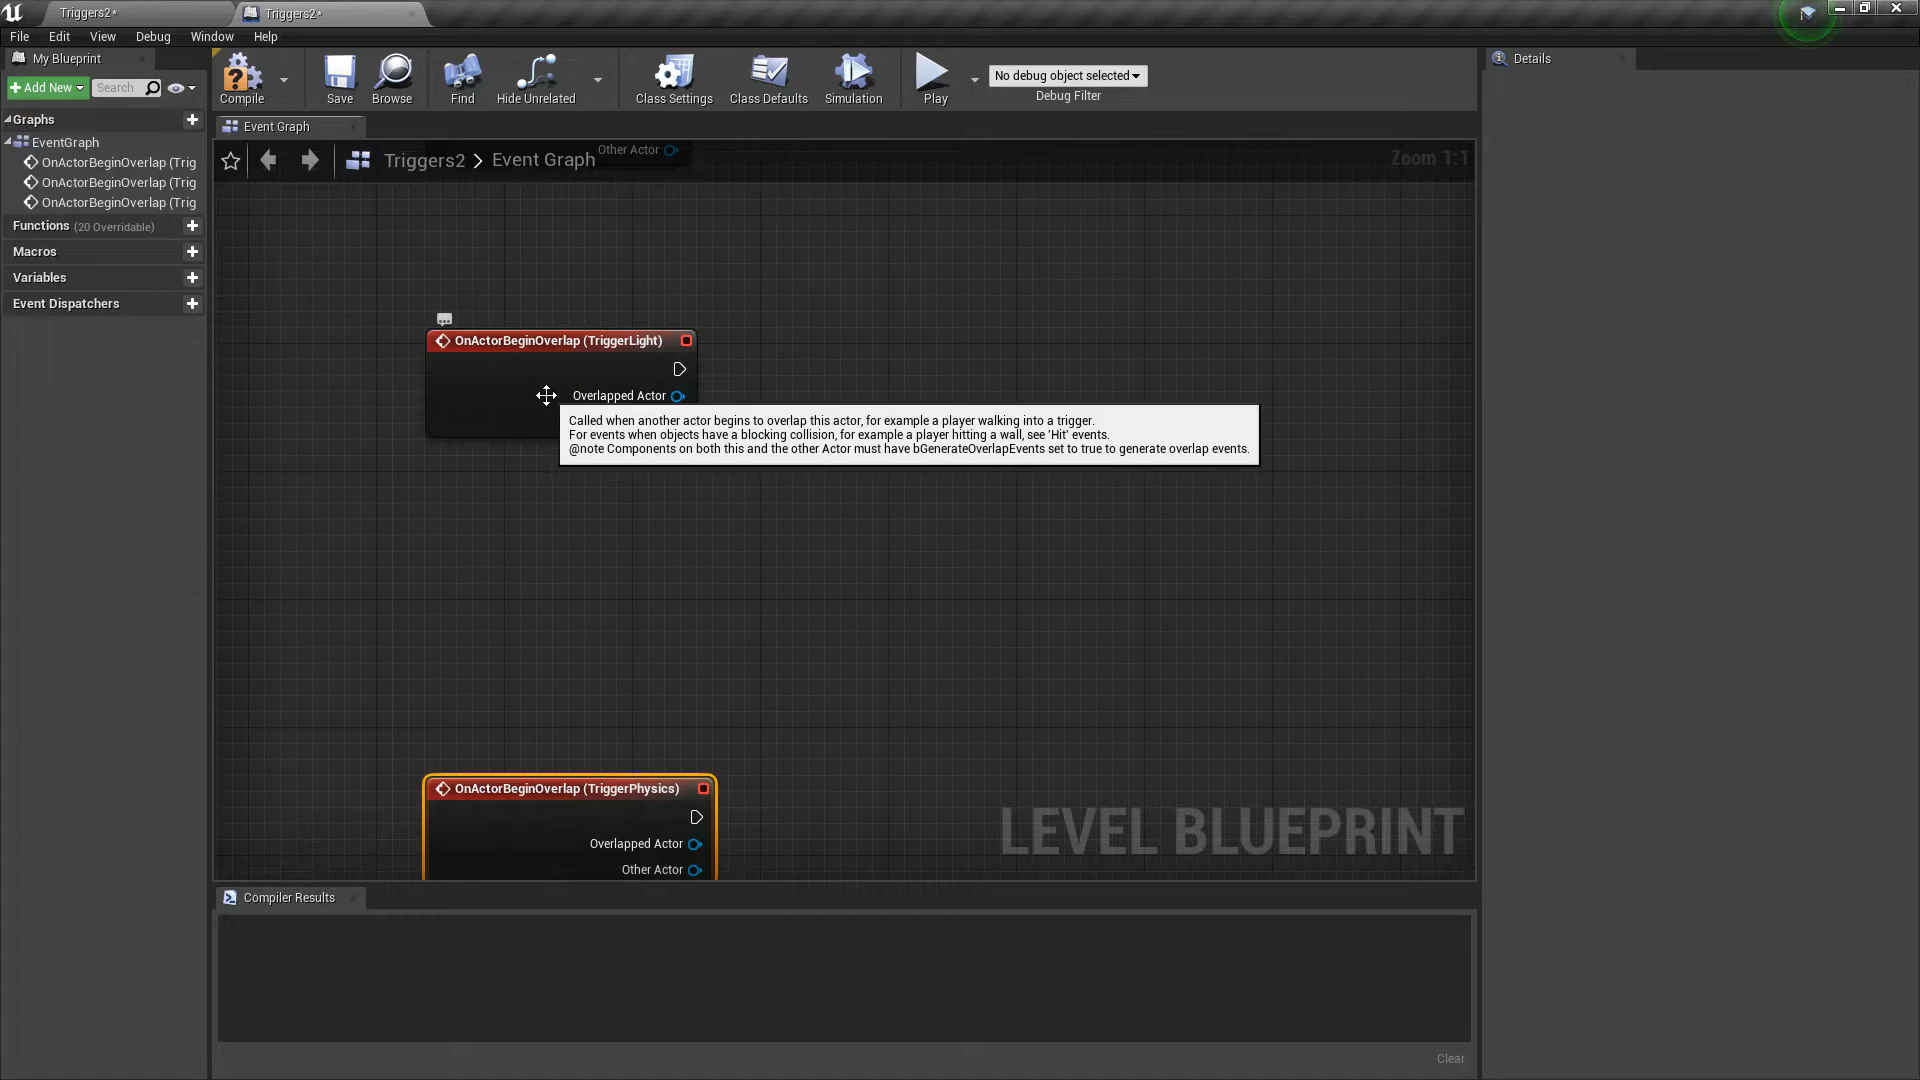 Triggers2*
Triggers2*
File Edit View Debug Window Help
My Blueprint
Add New
Search
Compile
Save
Browse
Find
Hide Unrelated
Class Settings
Class Defaults
Simulation
Play
No debug object selected
Debug Filter
Details
Graphs
EventGraph
OnActorBeginOverlap (Trig
OnActorBeginOverlap (Trig
OnActorBeginOverlap (Trig
Functions (20 Overridable)
Macros
Variables
Event Dispatchers
Event Graph
Triggers2 > Event Graph
Other Actor
Zoom 1:1
OnActorBeginOverlap (TriggerLight)
Overlapped Actor
Called when another actor begins to overlap this actor, for example a player walking into a trigger.
For events when objects have a blocking collision, for example a player hitting a wall, see 'Hit' events.
@note Components on both this and the other Actor must have bGenerateOverlapEvents set to true to generate overlap events.
OnActorBeginOverlap (TriggerPhysics)
Overlapped Actor
Other Actor
LEVEL BLUEPRINT
Compiler Results
Clear